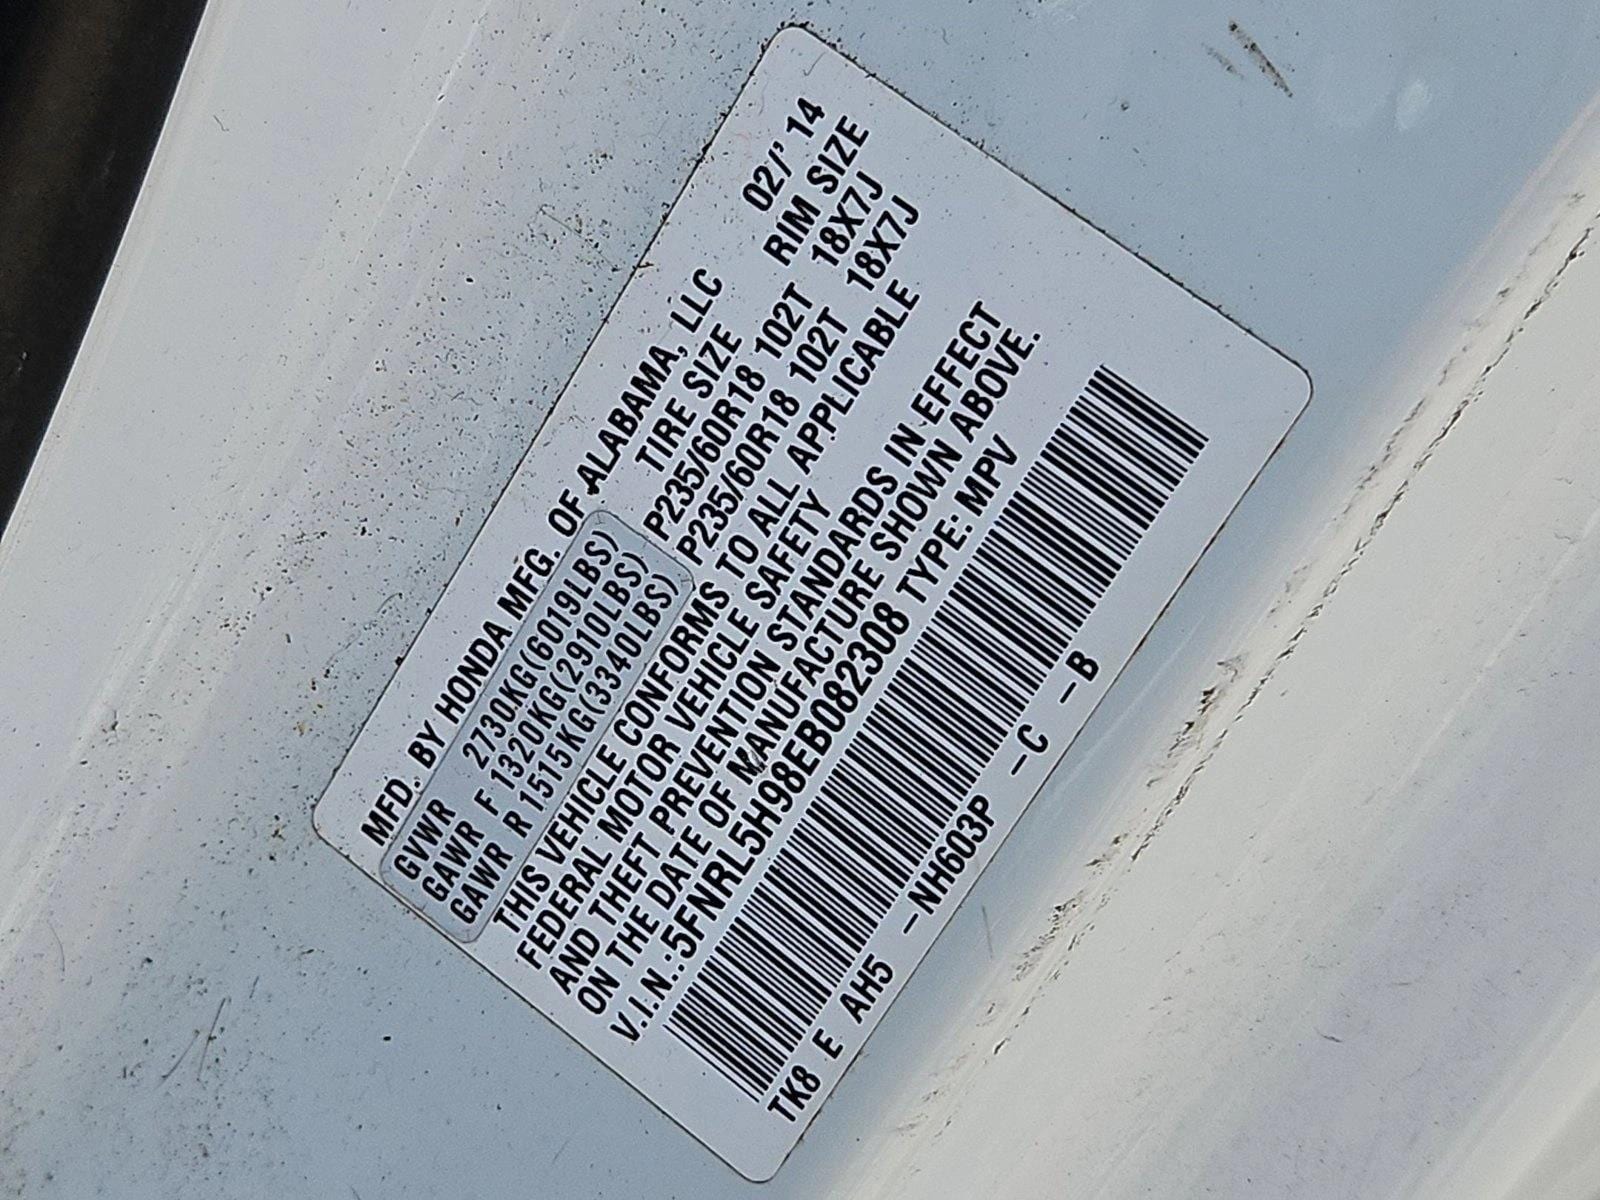 MFD. BY HONDA MFG. OF ALABAMA, LLC 02/' 14
GVWR 2730KG(6019LBS) TIRE SIZE RIM SIZE
GAWR F 1320KG(2910LBS) P235/60R18 102T 18X7J
GAWR R 1515KG(3340LBS) P235/60R18 102T 18X7J
THIS VEHICLE CONFORMS TO ALL APPLICABLE
FEDERAL MOTOR VEHICLE SAFETY
AND THEFT PREVENTION STANDARDS IN EFFECT
ON THE DATE OF MANUFACTURE SHOWN ABOVE.
V.I.N.:5FNRL5H98EB082308 TYPE: MPV
TK8 E AH5 -NH603P -C -B